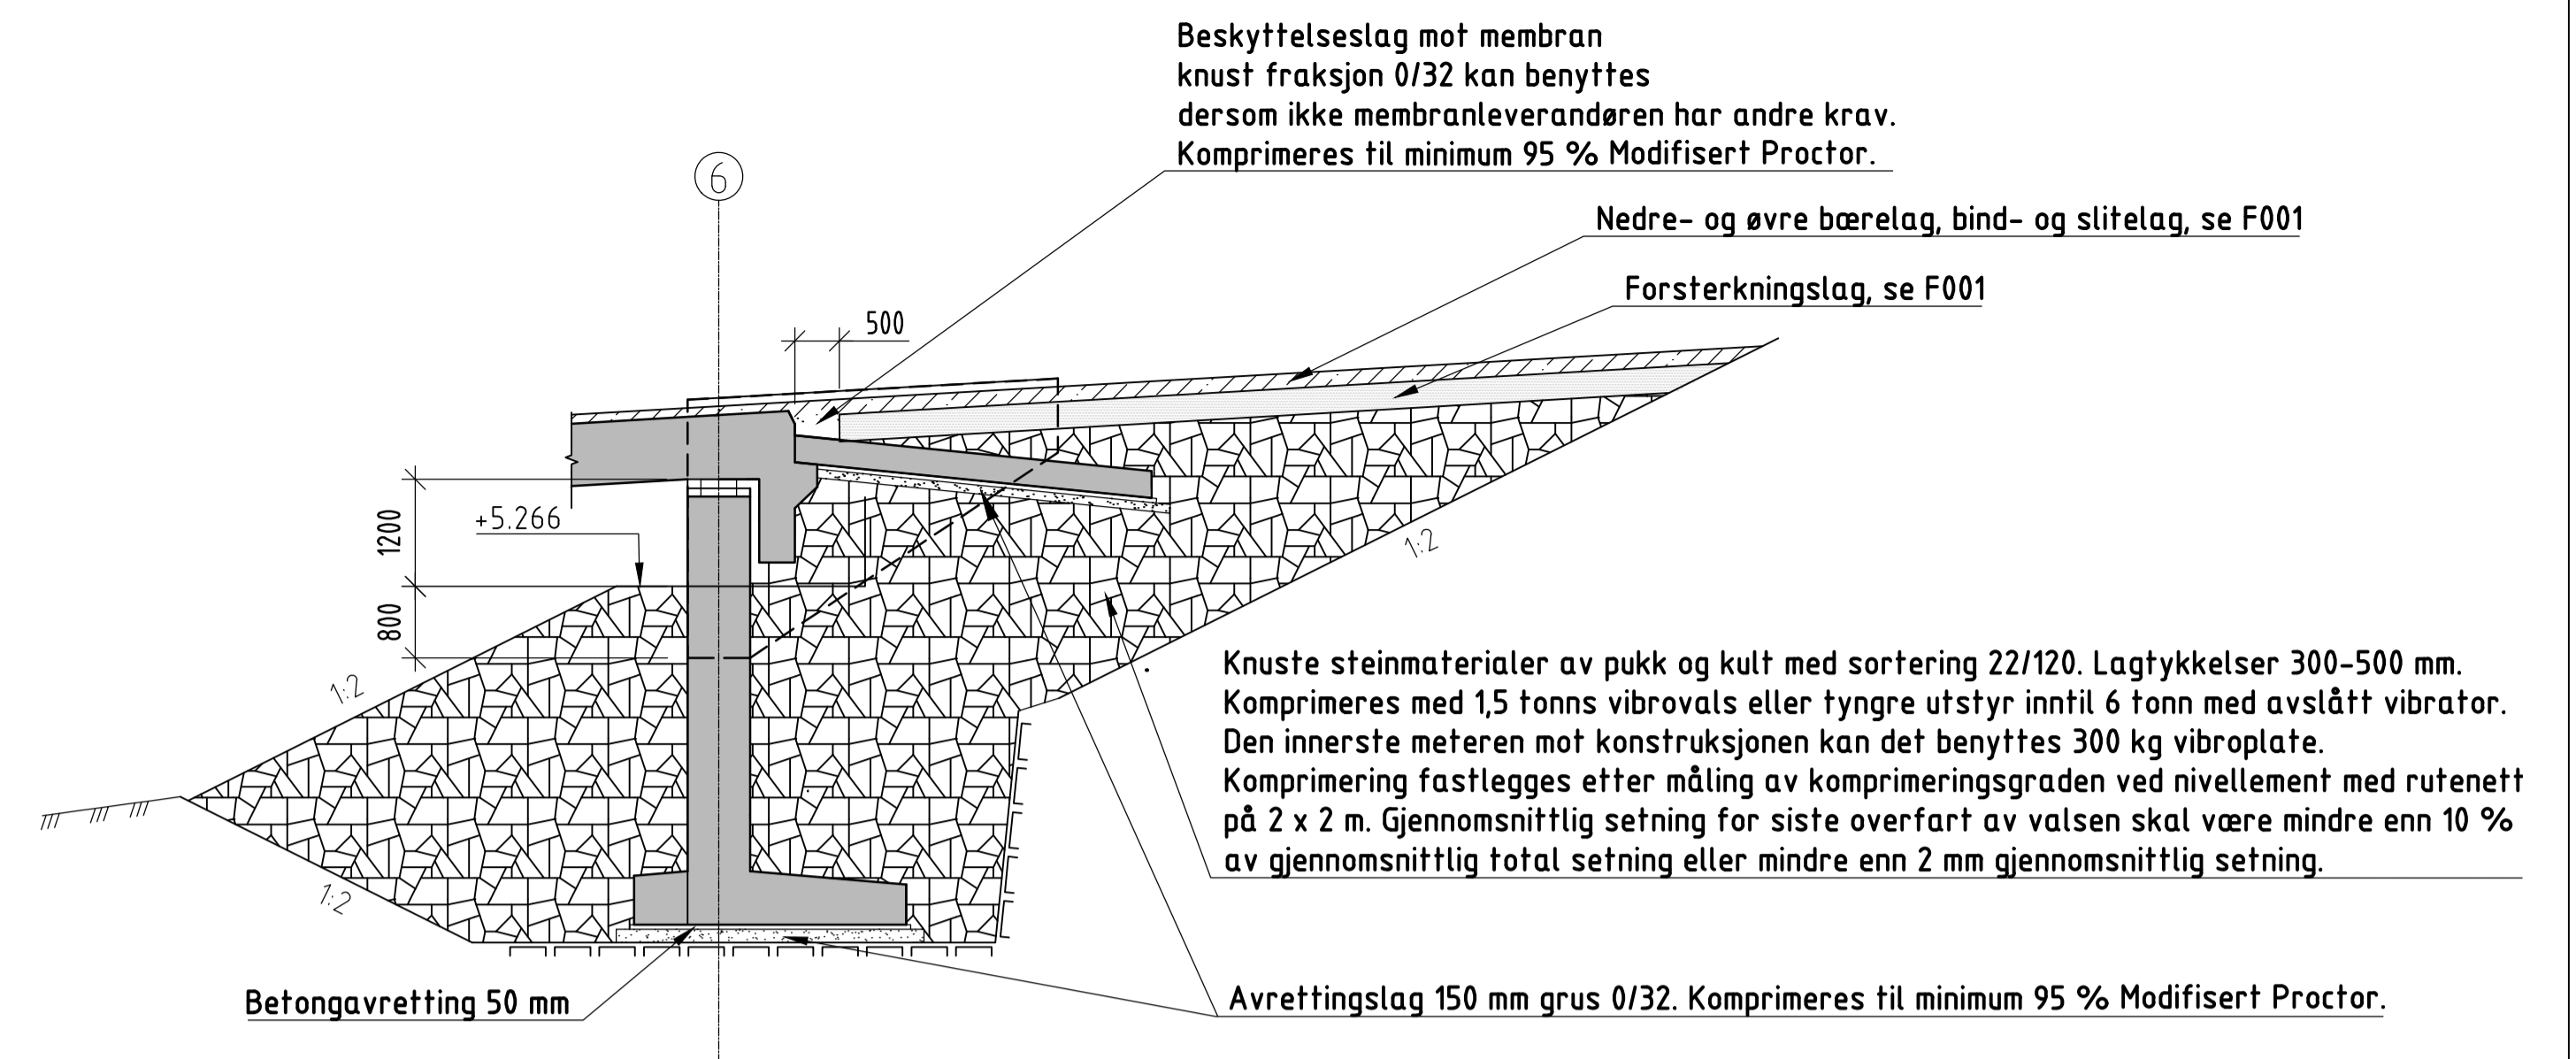 Beskyttelseslag mot membran
knust fraksjon 0/32 kan benyttes
dersom ikke membranleverandøren har andre krav.
Komprimeres til minimum 95 % Modifisert Proctor.
6
Nedre- og øvre bærelag, bind- og slitelag, se F001
Forsterkningslag, se F001
500
1200
+5.266
800
1:2
1:2
1:2
Knuste steinmaterialer av pukk og kult med sortering 22/120. Lagtykkelser 300-500 mm.
Komprimeres med 1,5 tonns vibrovals eller tyngre utstyr inntil 6 tonn med avslått vibrator.
Den innerste meteren mot konstruksjonen kan det benyttes 300 kg vibroplate.
Komprimering fastlegges etter måling av komprimeringsgraden ved nivellement med rutenett
på 2 x 2 m. Gjennomsnittlig setning for siste overfart av valsen skal være mindre enn 10 %
av gjennomsnittlig total setning eller mindre enn 2 mm gjennomsnittlig setning.
Betongavretting 50 mm
Avrettingslag 150 mm grus 0/32. Komprimeres til minimum 95 % Modifisert Proctor.